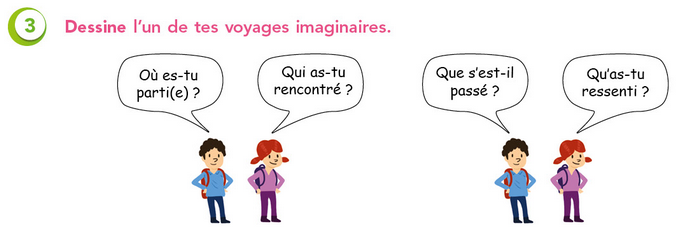 3 Dessine l'un de tes voyages imaginaires.
Où es-tu
parti(e) ?
Qui as-tu
rencontré ?
Que s'est-il
passé ?
Qu'as-tu
ressenti ?